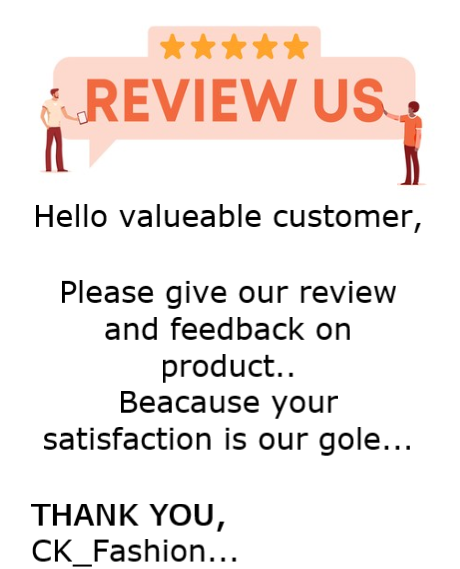 REVIEW US
Hello valueable customer,
Please give our review
and feedback on
product..
Beacause your
satisfaction is our gole...
THANK YOU,
CK_Fashion...